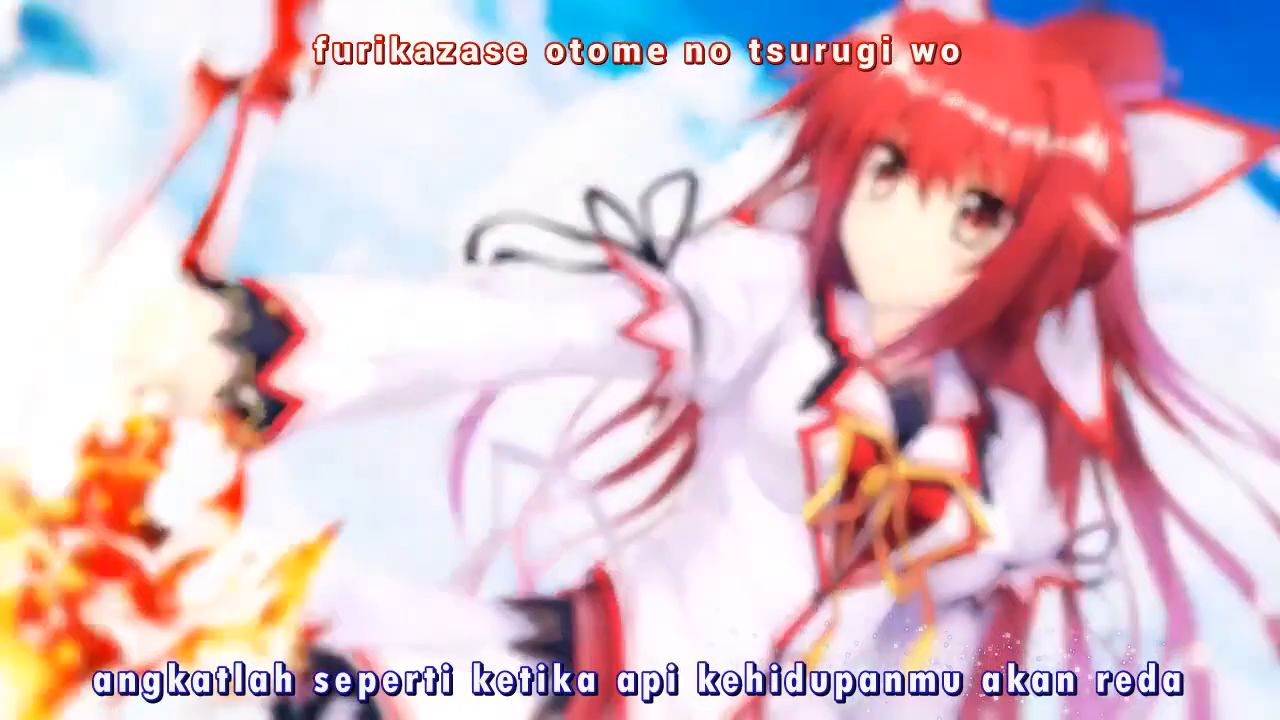 furikazase otome no tsurugi wo
angkatlah seperti ketika api kehidupanmu akan reda